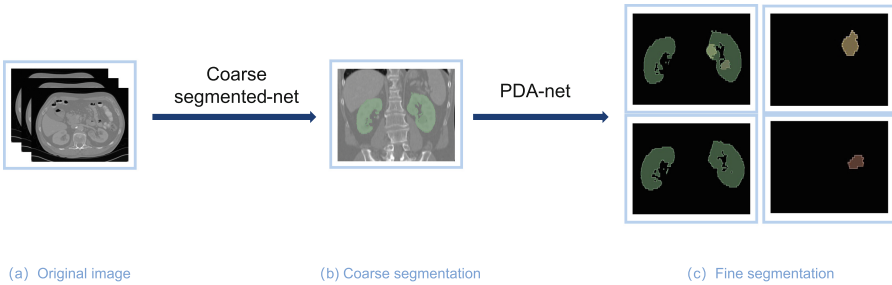 Coarse
segmented-net
PDA-net
(a) Original image
(b) Coarse segmentation
(c) Fine segmentation